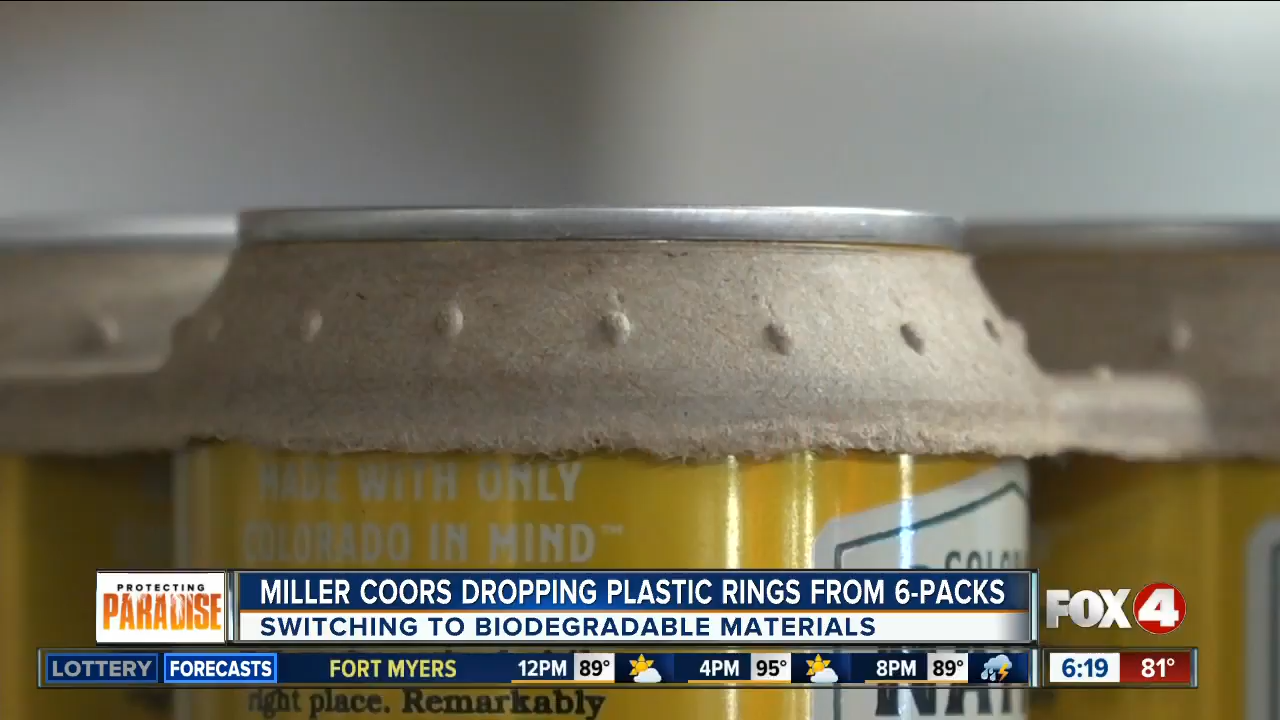 MADE WITH ONLY
COLORADO IN MIND™
PROTECTING
PARADISE
MILLER COORS DROPPING PLASTIC RINGS FROM 6-PACKS
SWITCHING TO BIODEGRADABLE MATERIALS
FOX 4
LOTTERY FORECASTS FORT MYERS 12PM 89° 4PM 95° 8PM 89° 6:19 81°
right place. Remarkably